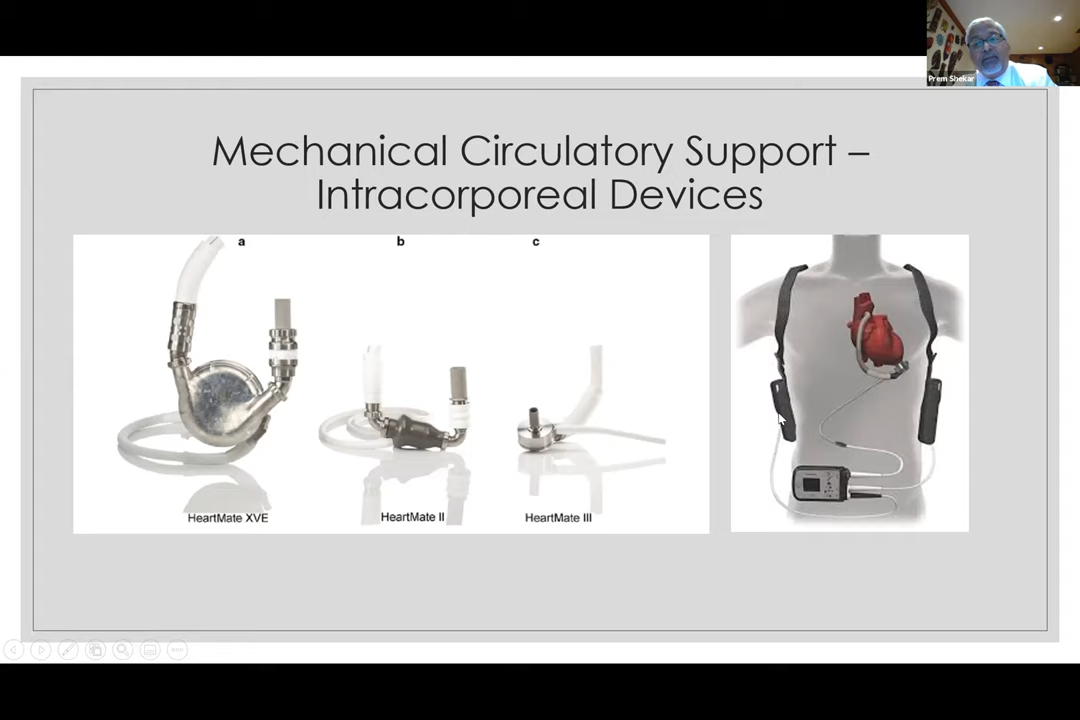 Prem Shekar
Mechanical Circulatory Support –
Intracorporeal Devices
a b c
HeartMate XVE HeartMate II HeartMate III